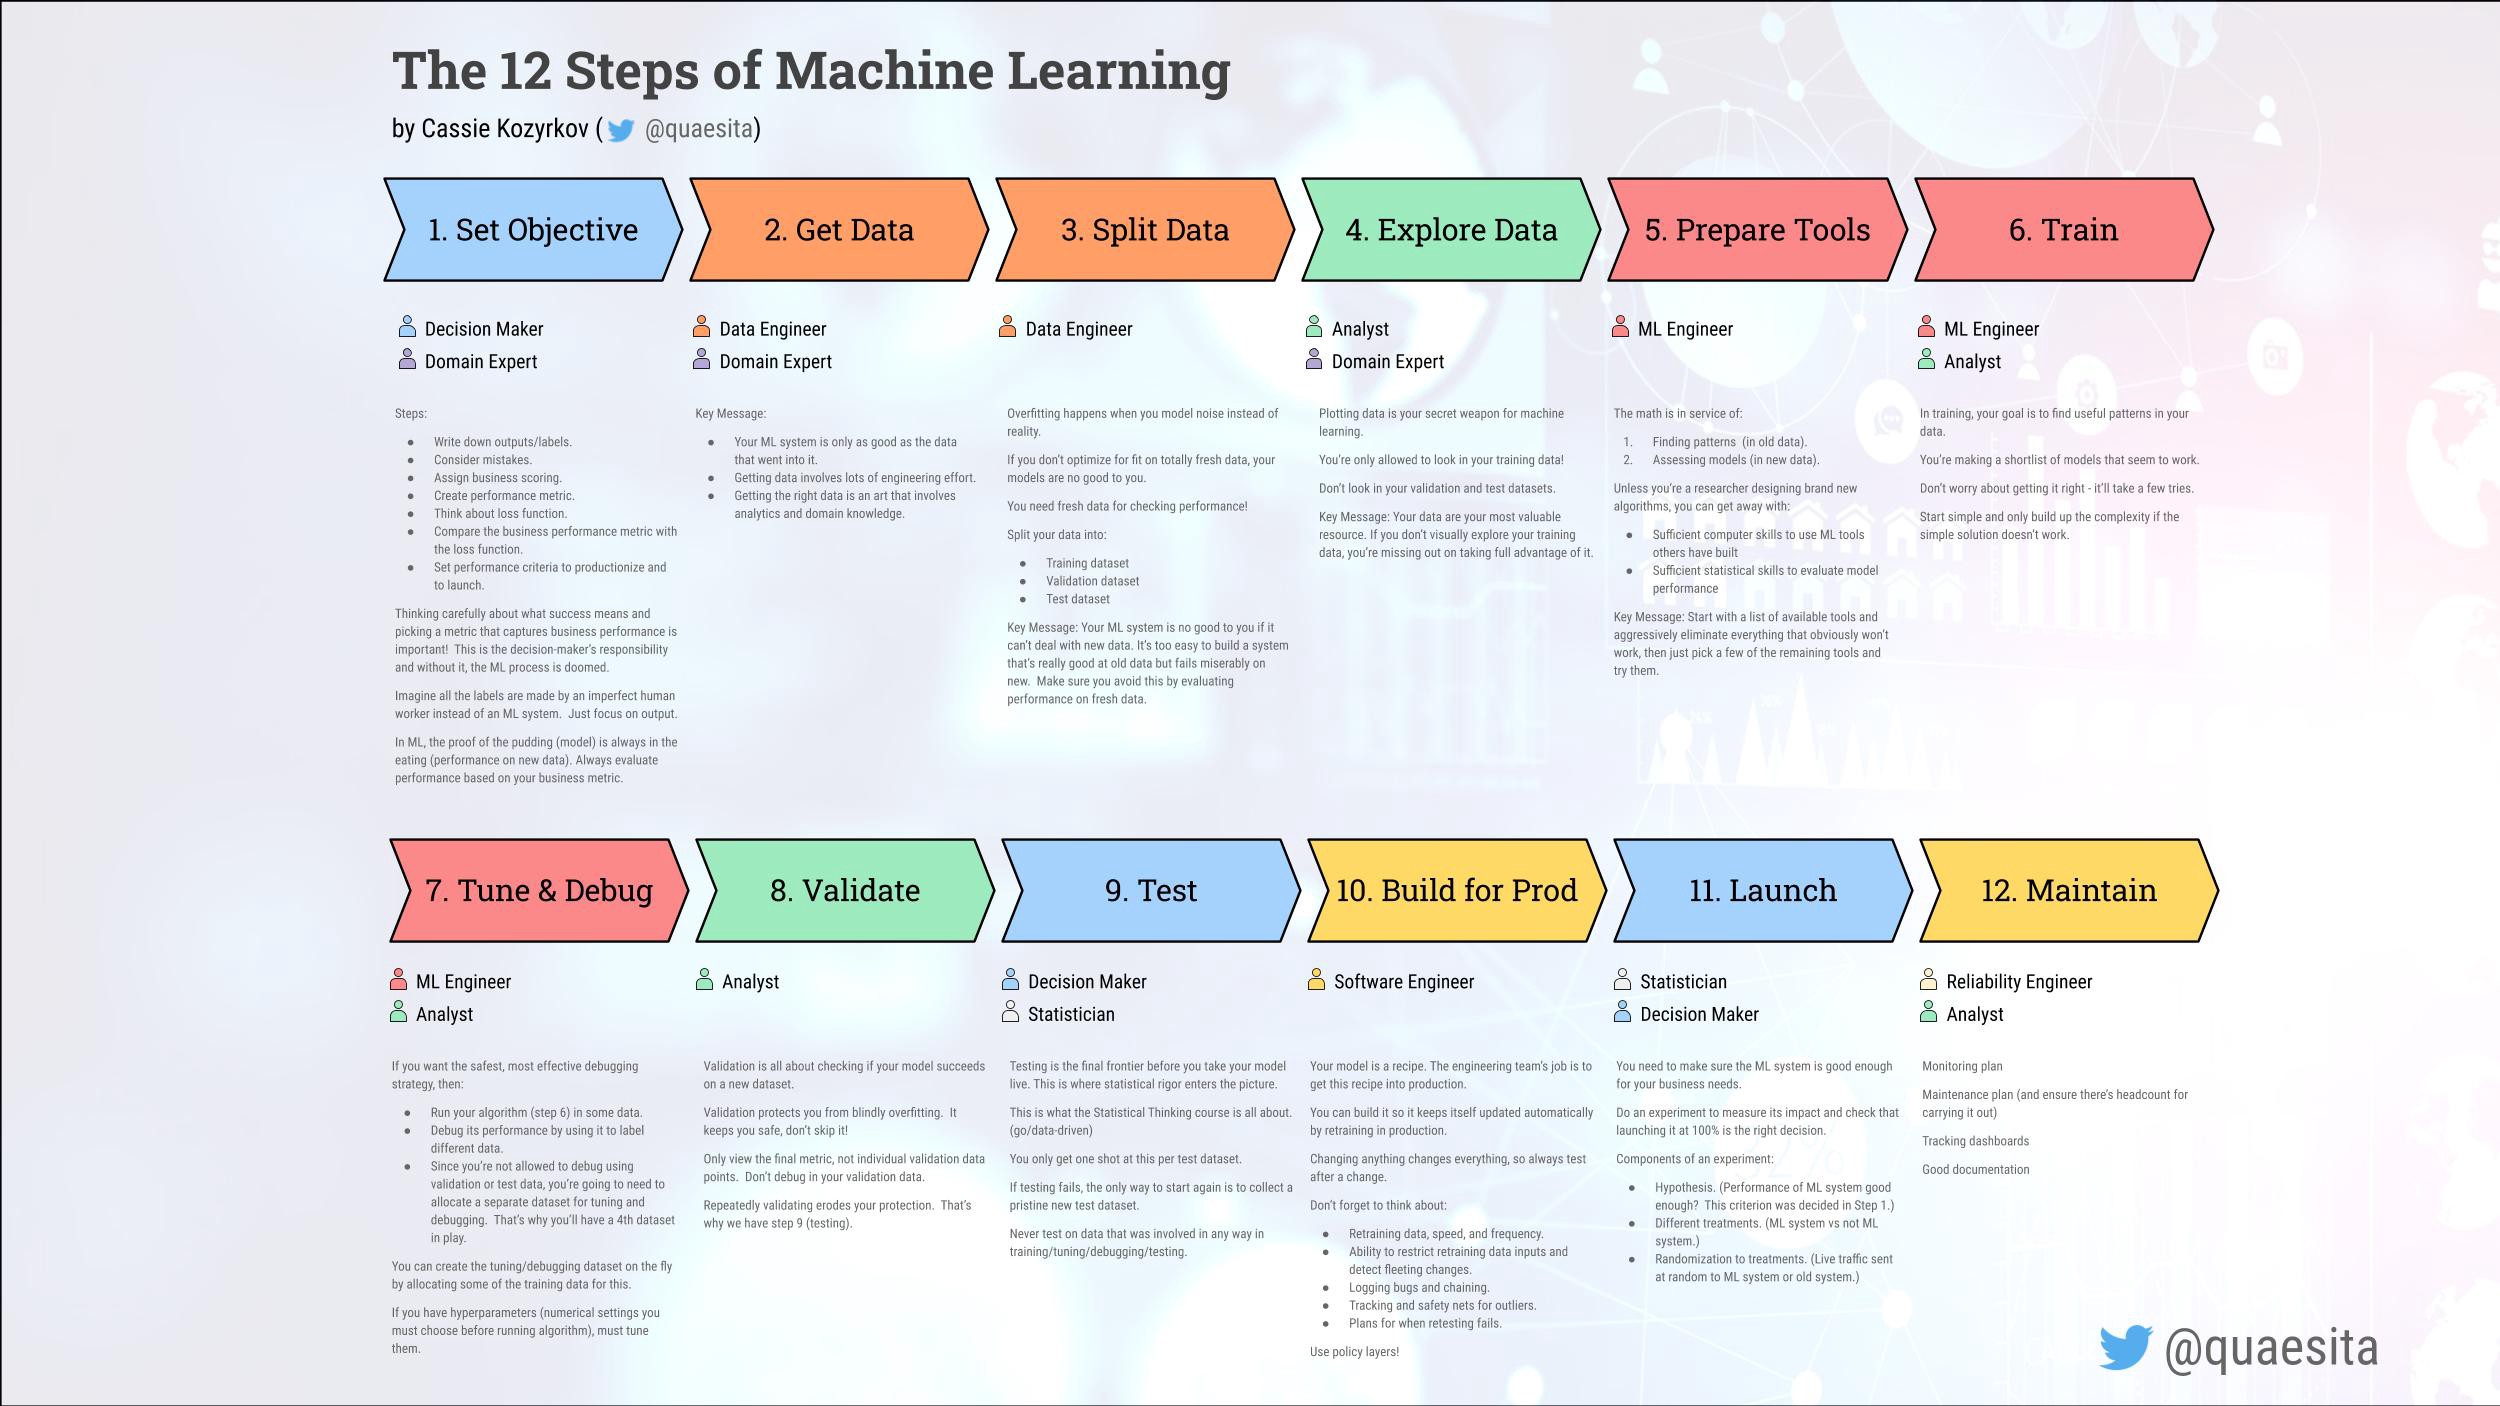 The 12 Steps of Machine Learning
by Cassie Kozyrkov ( @quaesita)
1. Set Objective
Decision Maker
Domain Expert
Steps:
● Write down outputs/labels.
● Consider mistakes.
● Assign business scoring.
● Create performance metric.
● Think about loss function.
● Compare the business performance metric with
the loss function.
● Set performance criteria to productionize and
to launch.
Thinking carefully about what success means and
picking a metric that captures business performance is
important! This is the decision-maker's responsibility
and without it, the ML process is doomed.
Imagine all the labels are made by an imperfect human
worker instead of an ML system. Just focus on output.
In ML, the proof of the pudding (model) is always in the
eating (performance on new data). Always evaluate
performance based on your business metric.
2. Get Data
Data Engineer
Domain Expert
Key Message:
● Your ML system is only as good as the data
that went into it.
● Getting data involves lots of engineering effort.
● Getting the right data is an art that involves
analytics and domain knowledge.
3. Split Data
Data Engineer
Overfitting happens when you model noise instead of
reality.
If you don't optimize for fit on totally fresh data, your
models are no good to you.
You need fresh data for checking performance!
Split your data into:
● Training dataset
● Validation dataset
● Test dataset
Key Message: Your ML system is no good to you if it
can't deal with new data. It's too easy to build a system
that's really good at old data but fails miserably on
new. Make sure you avoid this by evaluating
performance on fresh data.
4. Explore Data
Analyst
Domain Expert
Plotting data is your secret weapon for machine
learning.
You're only allowed to look in your training data!
Don't look in your validation and test datasets.
Key Message: Your data are your most valuable
resource. If you don't visually explore your training
data, you're missing out on taking full advantage of it.
5. Prepare Tools
ML Engineer
The math is in service of:
1. Finding patterns (in old data).
2. Assessing models (in new data).
Unless you're a researcher designing brand new
algorithms, you can get away with:
● Sufficient computer skills to use ML tools
others have built
● Sufficient statistical skills to evaluate model
performance
Key Message: Start with a list of available tools and
aggressively eliminate everything that obviously won't
work, then just pick a few of the remaining tools and
try them.
6. Train
ML Engineer
Analyst
In training, your goal is to find useful patterns in your
data.
You're making a shortlist of models that seem to work.
Don't worry about getting it right - it'll take a few tries.
Start simple and only build up the complexity if the
simple solution doesn't work.
7. Tune & Debug
ML Engineer
Analyst
If you want the safest, most effective debugging
strategy, then:
● Run your algorithm (step 6) in some data.
● Debug its performance by using it to label
different data.
● Since you're not allowed to debug using
validation or test data, you're going to need to
allocate a separate dataset for tuning and
debugging. That's why you'll have a 4th dataset
in play.
You can create the tuning/debugging dataset on the fly
by allocating some of the training data for this.
If you have hyperparameters (numerical settings you
must choose before running algorithm), must tune
them.
8. Validate
Analyst
Validation is all about checking if your model succeeds
on a new dataset.
Validation protects you from blindly overfitting. It
keeps you safe, don't skip it!
Only view the final metric, not individual validation data
points. Don't debug in your validation data.
Repeatedly validating erodes your protection. That's
why we have step 9 (testing).
9. Test
Decision Maker
Statistician
Testing is the final frontier before you take your model
live. This is where statistical rigor enters the picture.
This is what the Statistical Thinking course is all about.
(go/data-driven)
You only get one shot at this per test dataset.
If testing fails, the only way to start again is to collect a
pristine new test dataset.
Never test on data that was involved in any way in
training/tuning/debugging/testing.
10. Build for Prod
Software Engineer
Your model is a recipe. The engineering team's job is to
get this recipe into production.
You can build it so it keeps itself updated automatically
by retraining in production.
Changing anything changes everything, so always test
after a change.
Don't forget to think about:
● Retraining data, speed, and frequency.
● Ability to restrict retraining data inputs and
detect fleeting changes.
● Logging bugs and chaining.
● Tracking and safety nets for outliers.
● Plans for when retesting fails.
Use policy layers!
11. Launch
Statistician
Decision Maker
You need to make sure the ML system is good enough
for your business needs.
Do an experiment to measure its impact and check that
launching it at 100% is the right decision.
Components of an experiment:
● Hypothesis. (Performance of ML system good
enough? This criterion was decided in Step 1.)
● Different treatments. (ML system vs not ML
system.)
● Randomization to treatments. (Live traffic sent
at random to ML system or old system.)
12. Maintain
Reliability Engineer
Analyst
Monitoring plan
Maintenance plan (and ensure there's headcount for
carrying it out)
Tracking dashboards
Good documentation
@quaesita